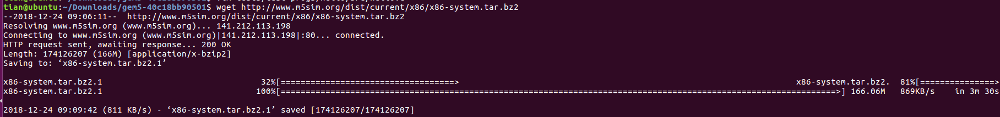 tian@ubuntu:~/Downloads/gem5-40c18bb90501$ wget http://www.m5sim.org/dist/current/x86/x86-system.tar.bz2
--2018-12-24 09:06:11--  http://www.m5sim.org/dist/current/x86/x86-system.tar.bz2
Resolving www.m5sim.org (www.m5sim.org)... 141.212.113.198
Connecting to www.m5sim.org (www.m5sim.org)|141.212.113.198|:80... connected.
HTTP request sent, awaiting response... 200 OK
Length: 174126207 (166M) [application/x-bzip2]
Saving to: ‘x86-system.tar.bz2.1’
x86-system.tar.bz2.1 32%[===================================> x86-system.tar.bz2. 81%[===============>
x86-system.tar.bz2.1 100%[================================================================================================================>] 166.06M 869KB/s in 3m 30s
2018-12-24 09:09:42 (811 KB/s) - ‘x86-system.tar.bz2.1’ saved [174126207/174126207]